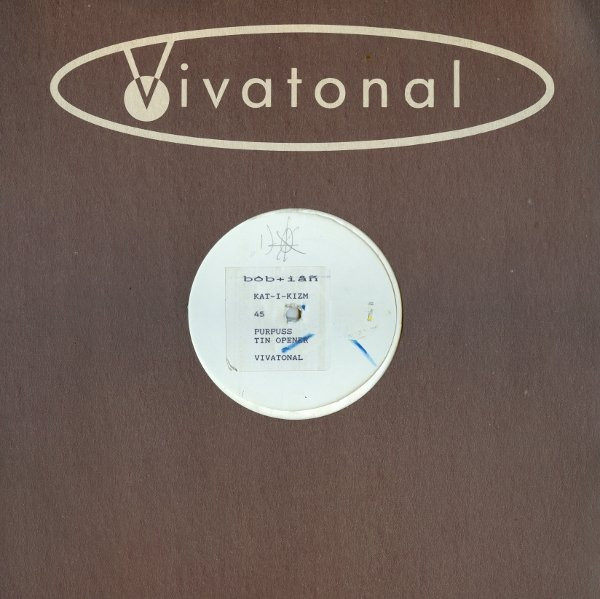 Vivatonal
bob+ian
KAT-I-KIZM
45
PURPUSS
TIN OPENER
VIVATONAL